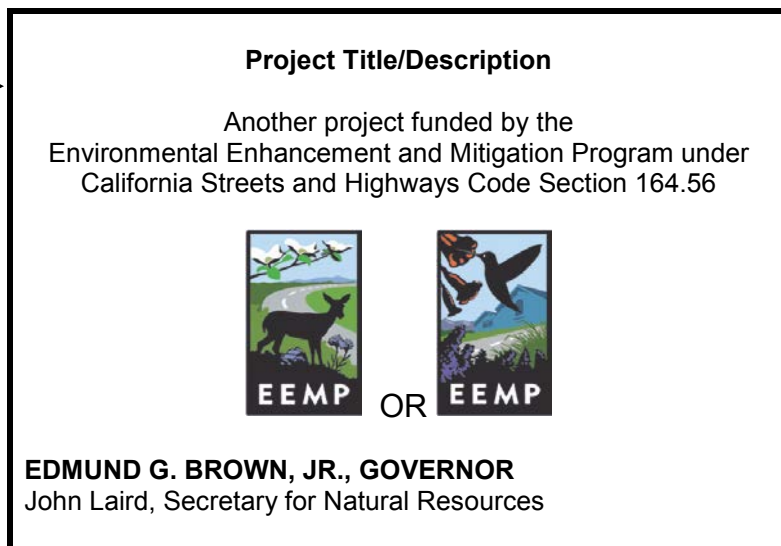 Project Title/Description
Another project funded by the
Environmental Enhancement and Mitigation Program under
California Streets and Highways Code Section 164.56
EEMP OR EEMP
EDMUND G. BROWN, JR., GOVERNOR
John Laird, Secretary for Natural Resources